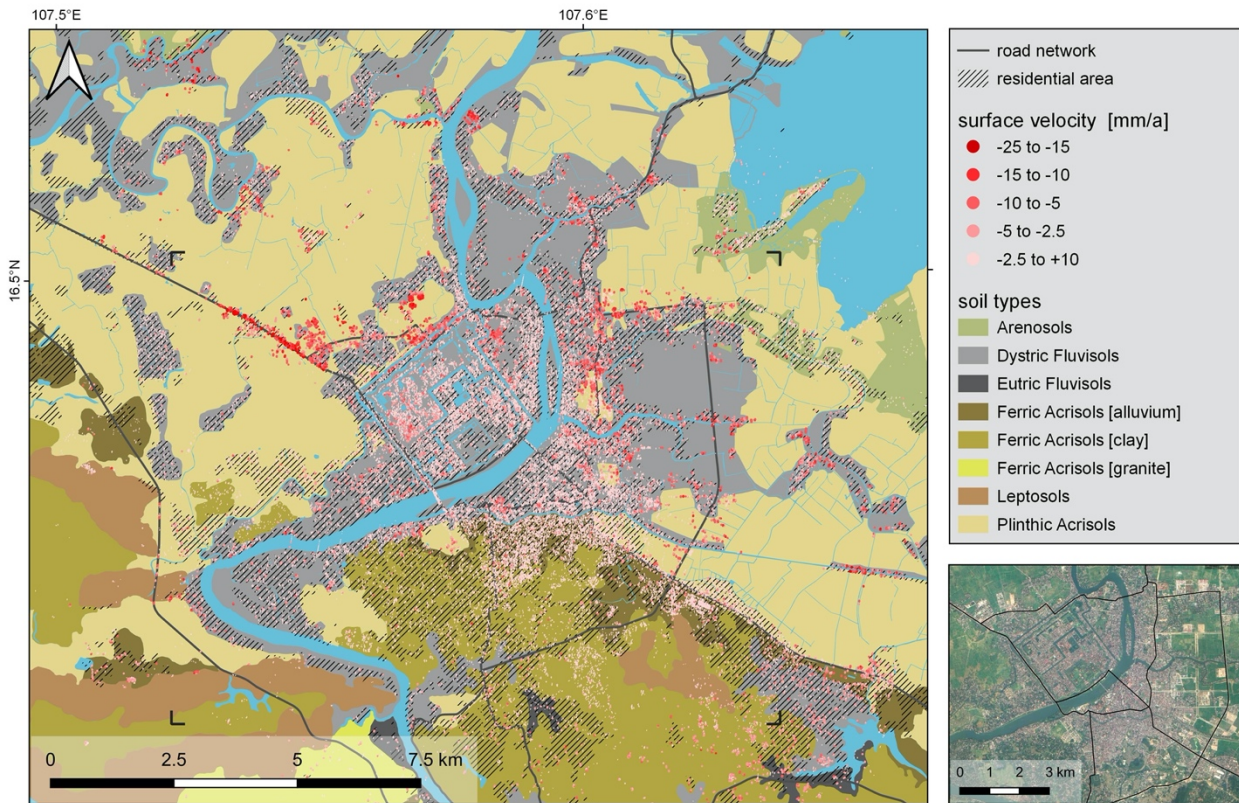 107.5°E
107.6°E
16.5°N
0 2.5 5 7.5 km
road network
residential area
surface velocity [mm/a]
-25 to -15
-15 to -10
-10 to -5
-5 to -2.5
-2.5 to +10
soil types
Arenosols
Dystric Fluvisols
Eutric Fluvisols
Ferric Acrisols [alluvium]
Ferric Acrisols [clay]
Ferric Acrisols [granite]
Leptosols
Plinthic Acrisols
0 1 2 3 km